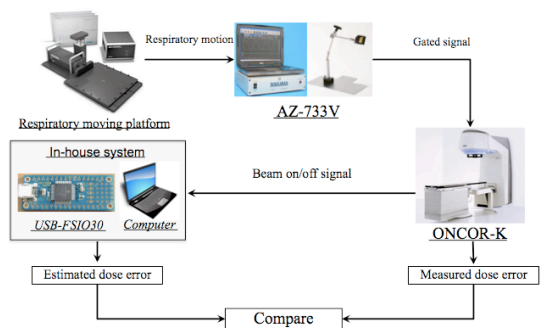 Respiratory motion
Gated signal
AZ-733V
Respiratory moving platform
In-house system
Beam on/off signal
USB-FSIO30
Computer
ONCOR-K
Estimated dose error
Measured dose error
Compare